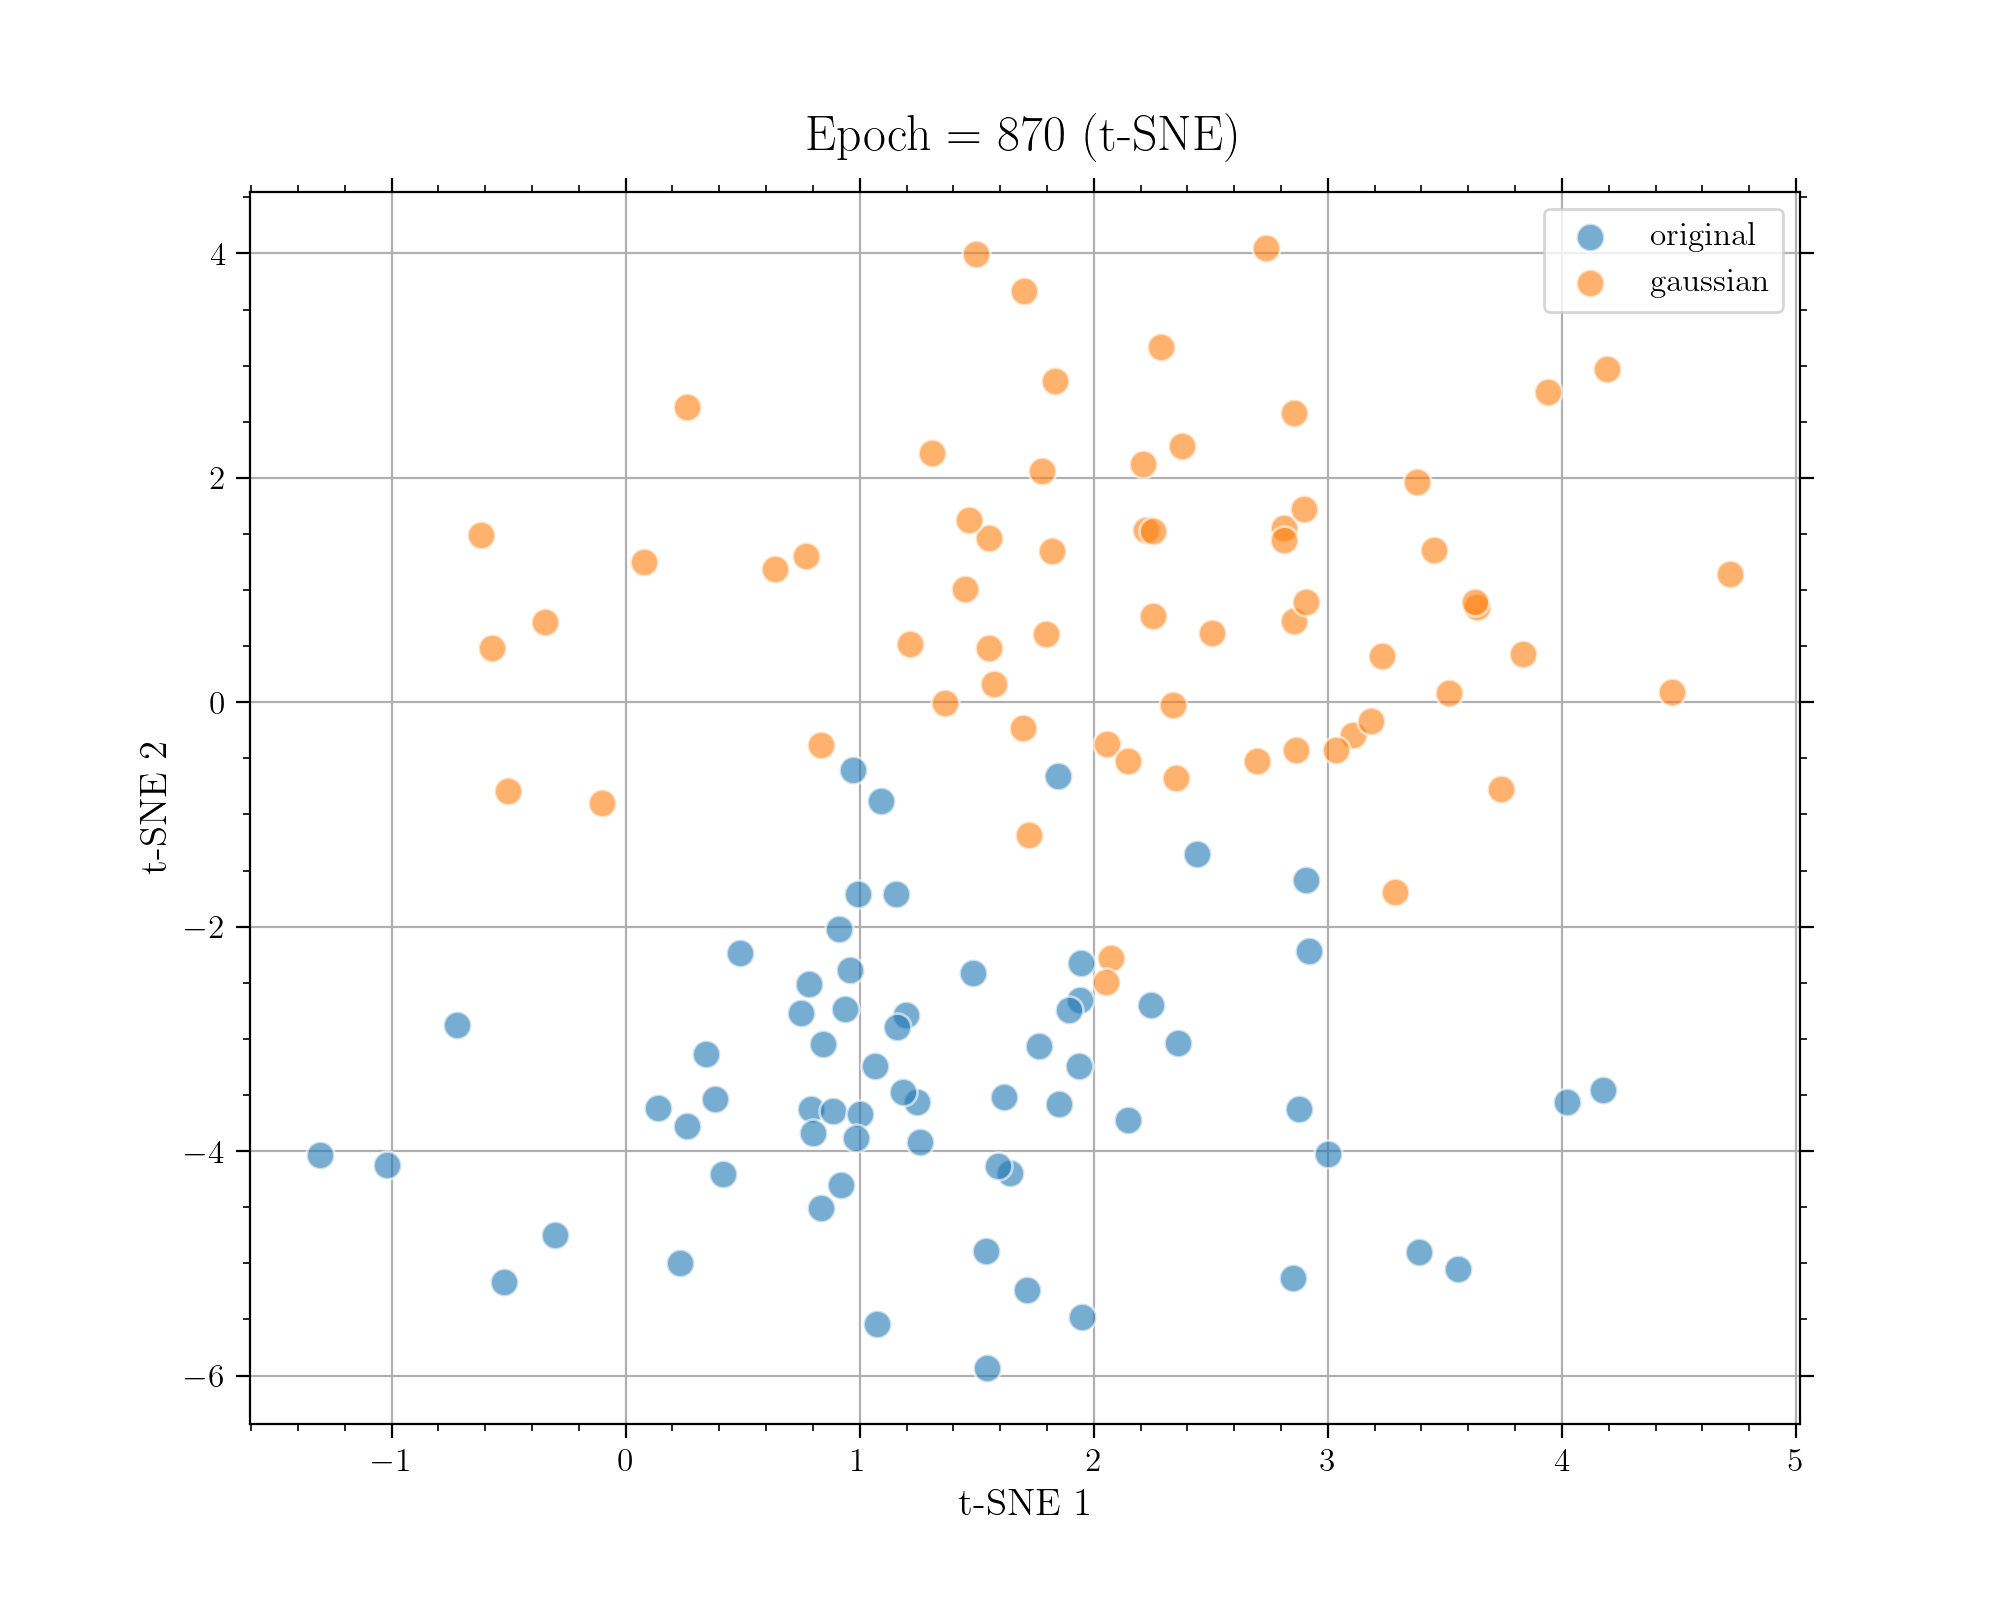 Epoch = 870 (t-SNE)
original
gaussian
4
2
0
−2
−4
−6
t-SNE 2
−1
0
1
2
3
4
5
t-SNE 1